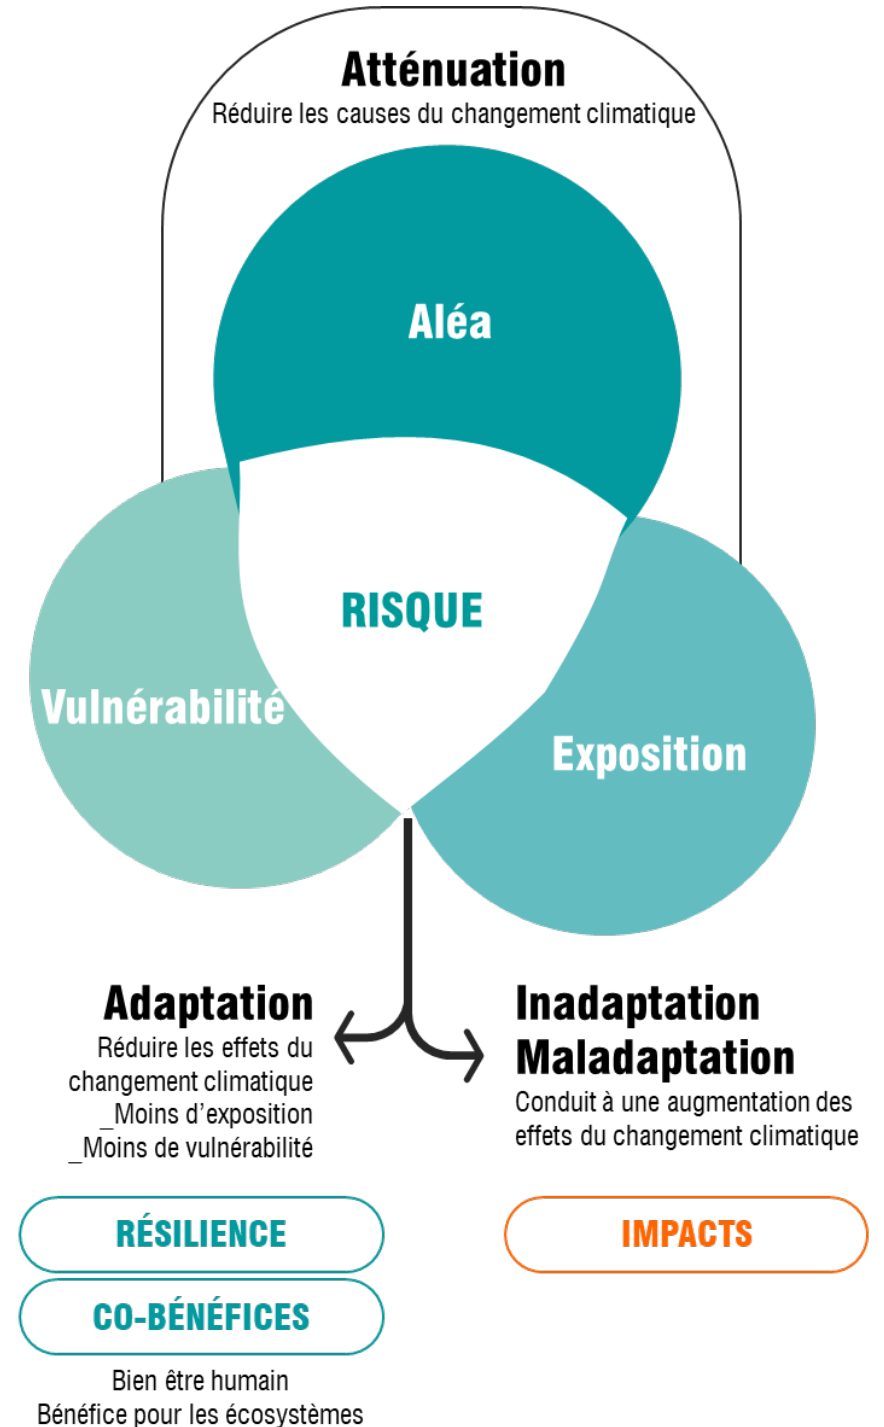 Atténuation
Réduire les causes du changement climatique
Aléa
RISQUE
Vulnérabilité
Exposition
Adaptation
Réduire les effets du
changement climatique
_Moins d’exposition
_Moins de vulnérabilité
RÉSILIENCE
CO-BÉNÉFICES
Bien être humain
Bénéfice pour les écosystèmes
Inadaptation
Maladaptation
Conduit à une augmentation des
effets du changement climatique
IMPACTS